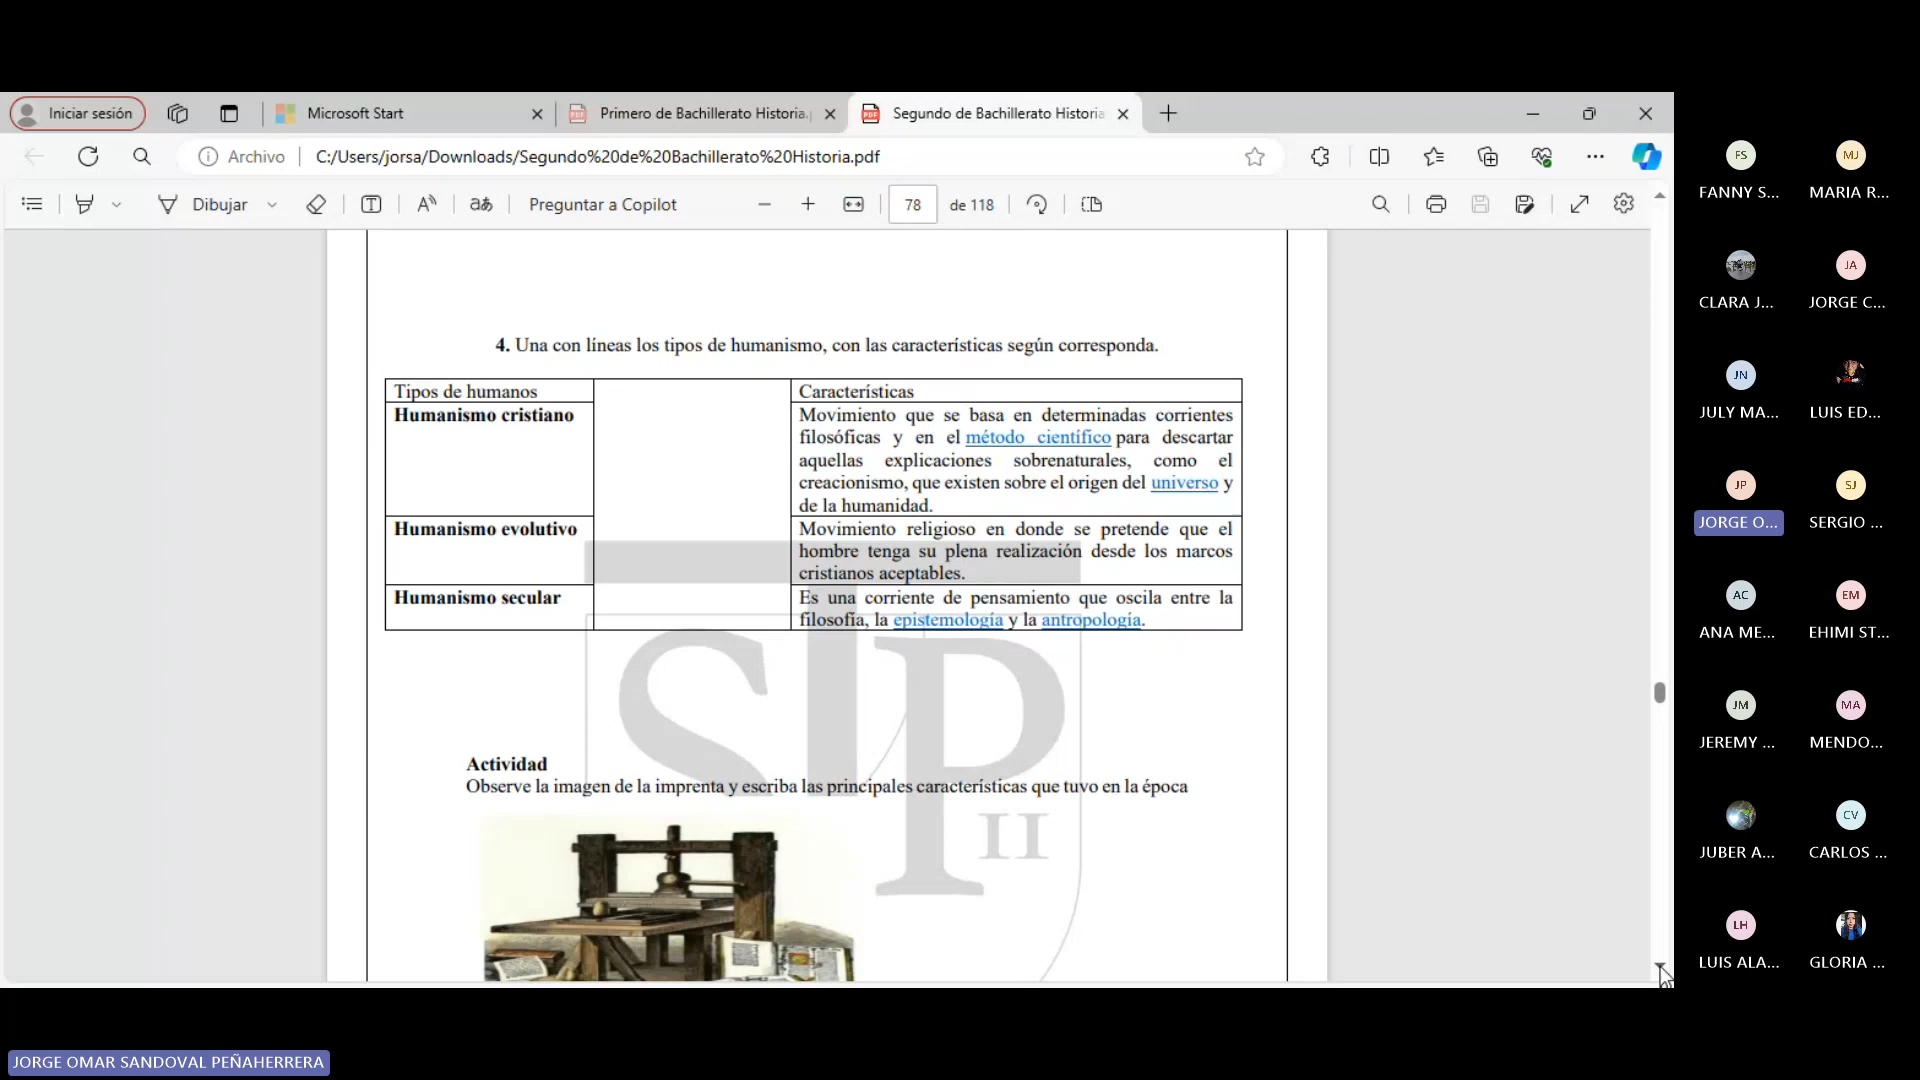 Iniciar sesión
Microsoft Start
Primero de Bachillerato Historia.
Segundo de Bachillerato Historia
Archivo
C:/Users/jorsa/Downloads/Segundo%20de%20Bachillerato%20Historia.pdf
Dibujar
Preguntar a Copilot
78
de 118
4. Una con líneas los tipos de humanismo, con las características según corresponda.
Tipos de humanos
Características
Humanismo cristiano
Movimiento que se basa en determinadas corrientes
filosóficas y en el método científico para descartar
aquellas explicaciones sobrenaturales, como el
creacionismo, que existen sobre el origen del universo y
de la humanidad.
Humanismo evolutivo
Movimiento religioso en donde se pretende que el
hombre tenga su plena realización desde los marcos
cristianos aceptables.
Humanismo secular
Es una corriente de pensamiento que oscila entre la
filosofía, la epistemología y la antropología.
STP
II
Actividad
Observe la imagen de la imprenta y escriba las principales características que tuvo en la época
FS
FANNY S...
MJ
MARIA R...
CLARA J...
JA
JORGE C...
JN
JULY MA...
LUIS ED...
JP
JORGE O...
SJ
SERGIO ...
AC
ANA ME...
EM
EHIMI ST...
JM
JEREMY ...
MA
MENDO...
JUBER A...
CV
CARLOS ...
LH
LUIS ALA...
GLORIA ...
JORGE OMAR SANDOVAL PEÑAHERRERA